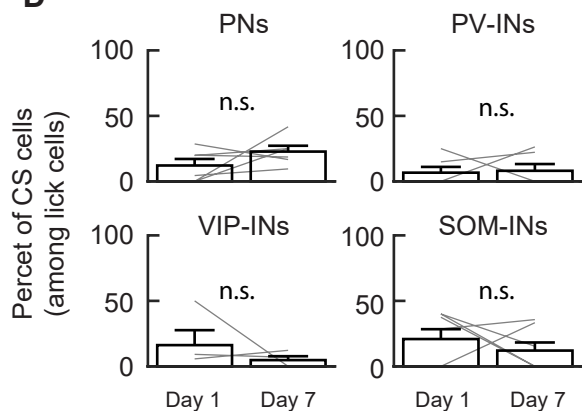 PNs
PV-INs
100
50
0
n.s.
100
50
0
n.s.
Percet of CS cells
(among lick cells)
VIP-INs
SOM-INs
100
50
0
n.s.
100
50
0
n.s.
Day 1
Day 7
Day 1
Day 7